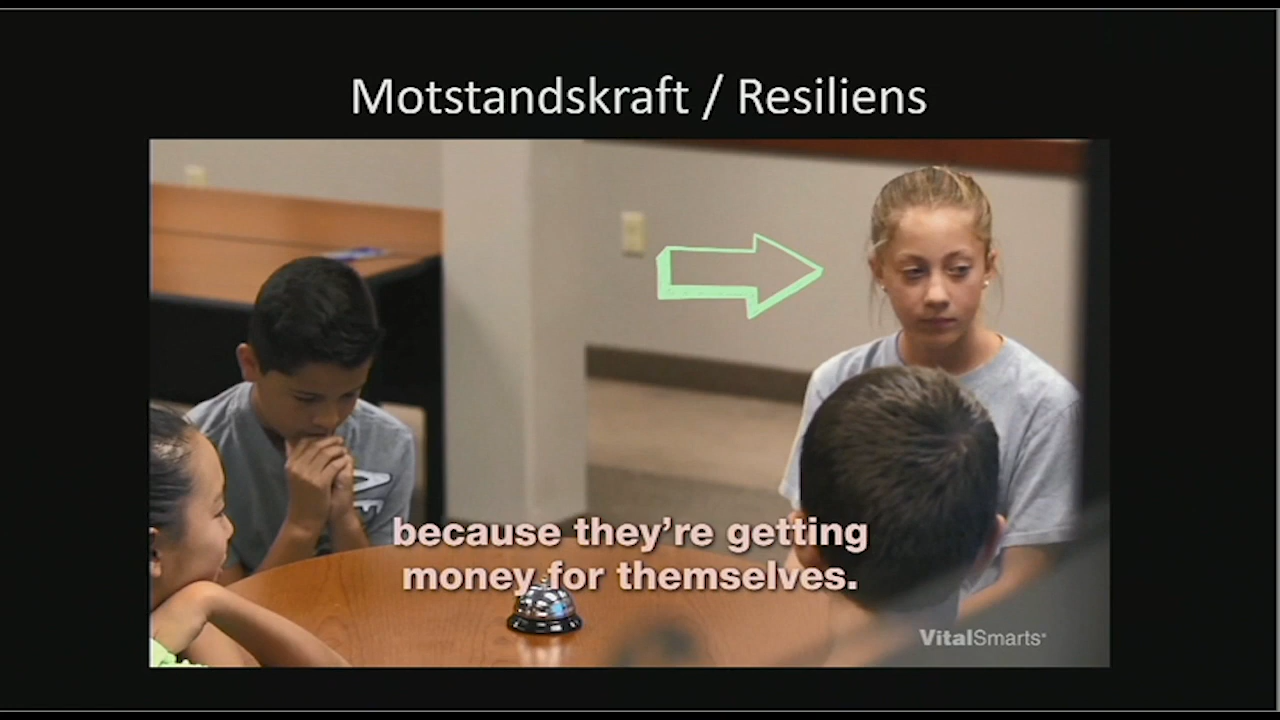 Motstandskraft / Resiliens
because they're getting
money for themselves.
VitalSmarts